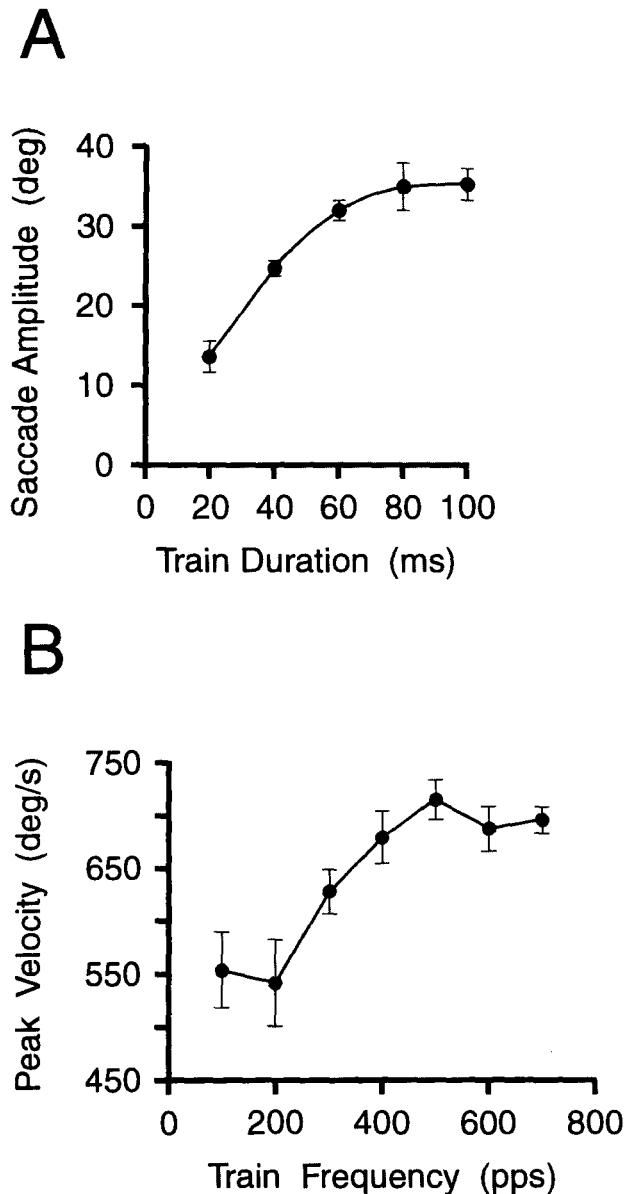 A
Saccade Amplitude (deg)
40
30
20
10
0
0 20 40 60 80 100
Train Duration (ms)
B
Peak Velocity (deg/s)
750
650
550
450
0 200 400 600 800
Train Frequency (pps)